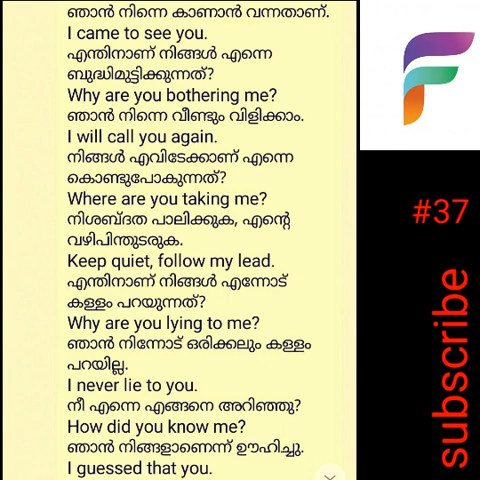 ഞാൻ നിന്നെ കാണാൻ വന്നതാണ്.
I came to see you.
എന്തിനാണ് നിങ്ങൾ എന്നെ
ബുദ്ധിമുട്ടിക്കുന്നത്?
Why are you bothering me?
ഞാൻ നിന്നെ വീണ്ടും വിളിക്കാം.
I will call you again.
നിങ്ങൾ എവിടേക്കാണ് എന്നെ
കൊണ്ടുപോകുന്നത്?
Where are you taking me?
നിശബ്ദത പാലിക്കുക, എന്റെ
വഴിപിന്തുടരുക.
Keep quiet, follow my lead.
എന്തിനാണ് നിങ്ങൾ എന്നോട്
കള്ളം പറയുന്നത്?
Why are you lying to me?
ഞാൻ നിന്നോട് ഒരിക്കലും കള്ളം
പറയില്ല.
I never lie to you.
നീ എന്നെ എങ്ങനെ അറിഞ്ഞു?
How did you know me?
ഞാൻ നിങ്ങളാണെന്ന് ഊഹിച്ചു.
I guessed that you.
F
#37
subscribe